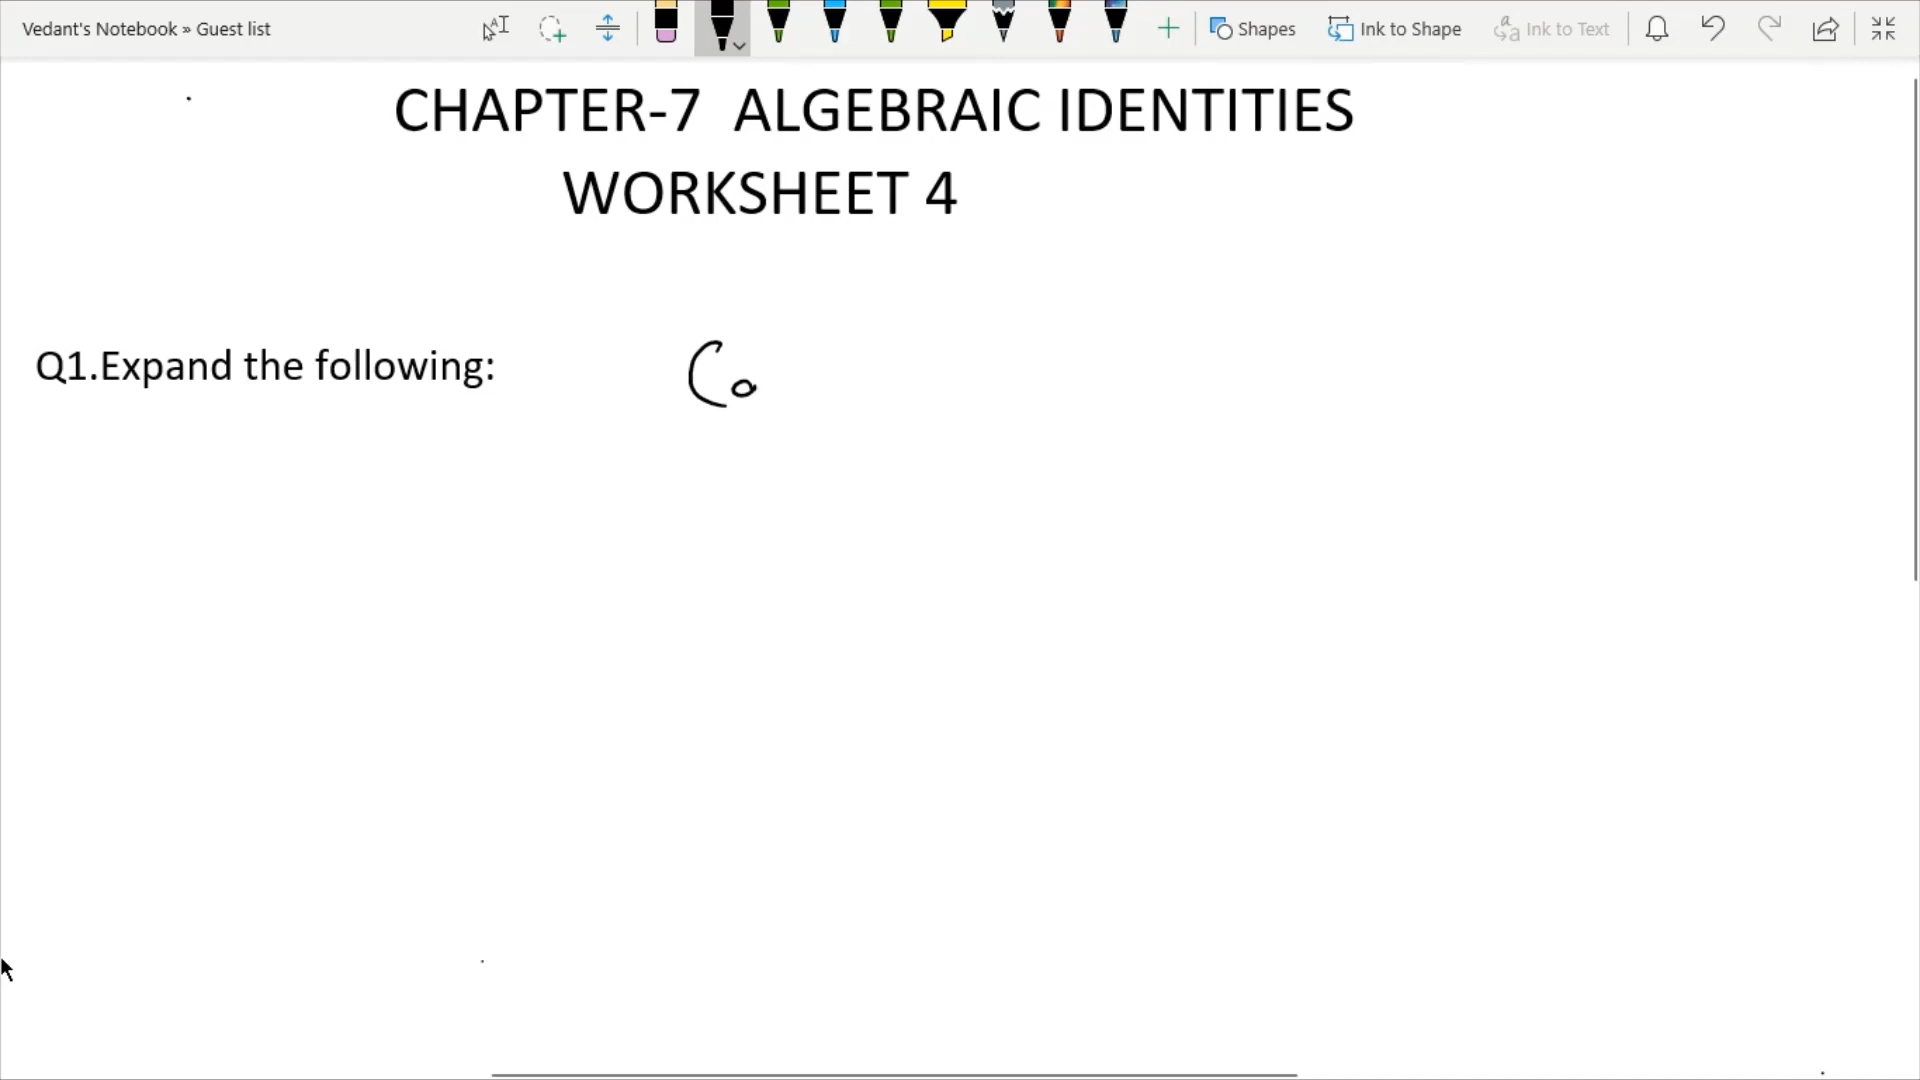 Vedant's Notebook » Guest list
Shapes
Ink to Shape
Ink to Text
CHAPTER-7 ALGEBRAIC IDENTITIES
WORKSHEET 4
Q1.Expand the following: (a